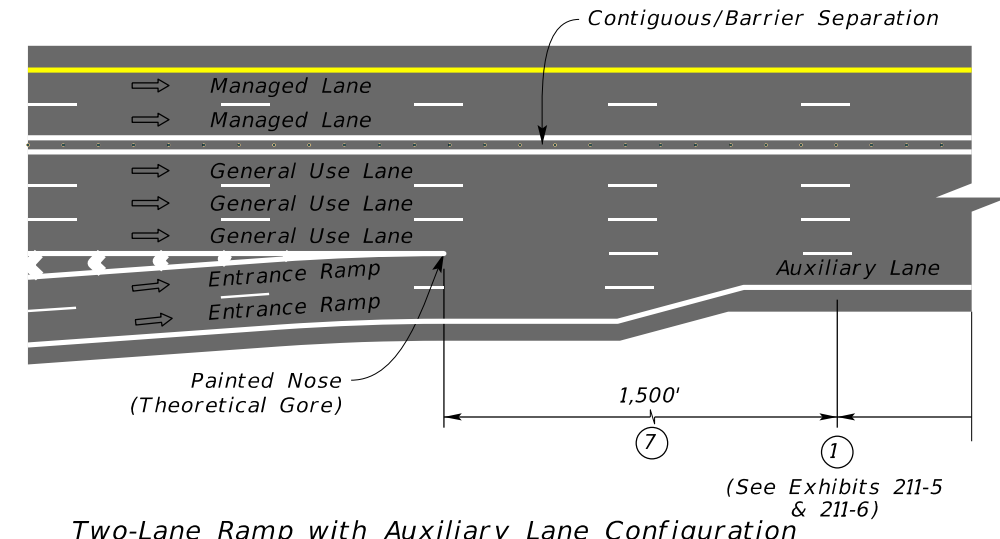 Contiguous/Barrier Separation
Managed Lane
Managed Lane
General Use Lane
General Use Lane
General Use Lane
Entrance Ramp
Entrance Ramp
Auxiliary Lane
Painted Nose
(Theoretical Gore)
1,500'
7
1
(See Exhibits 211-5
& 211-6)
Two-Lane Ramp with Auxiliary Lane Configuration